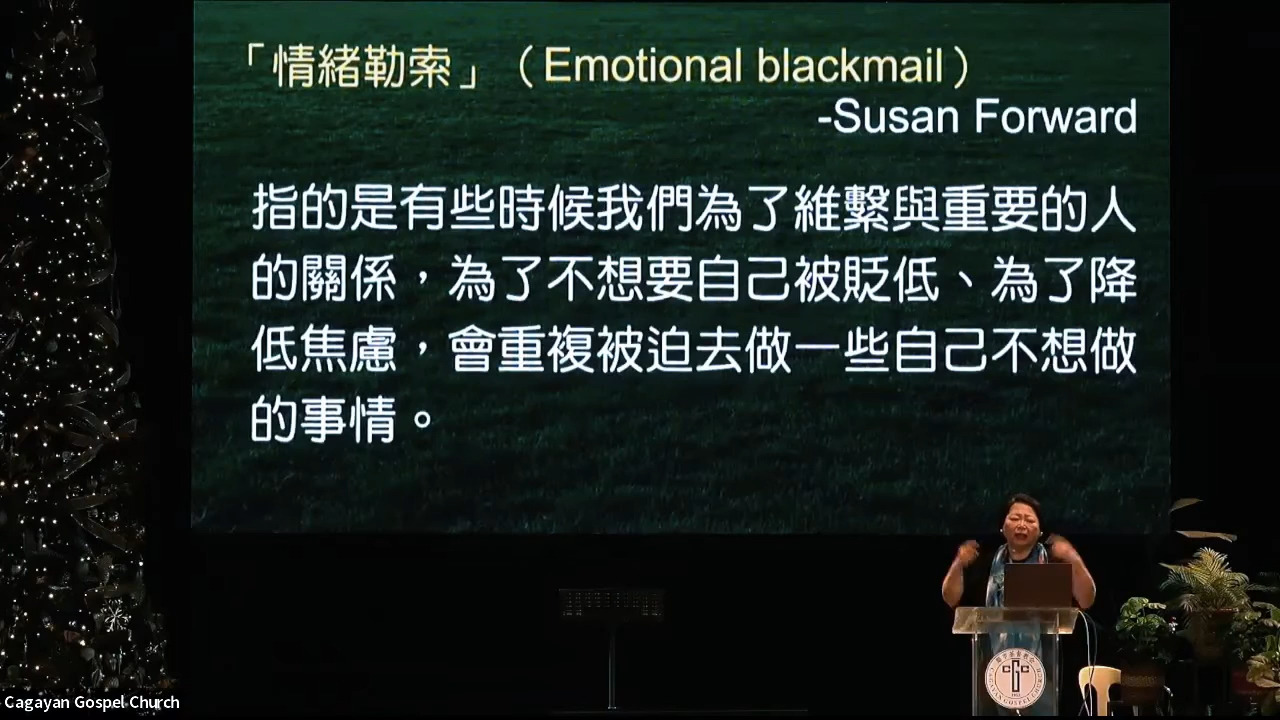 「情緒勒索」（Emotional blackmail）
-Susan Forward
指的是有些時候我們為了維繫與重要的人
的關係，為了不想要自己被貶低、為了降
低焦慮，會重複被迫去做一些自己不想做
的事情。
CAGAYAN GOSPEL CHURCH
Cagayan Gospel Church